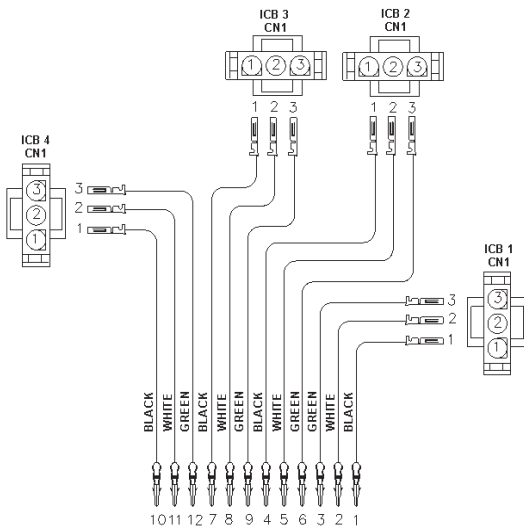 ICB 3
CN1
ICB 2
CN1
1 2 3
1 2 3
1 2 3
1 2 3
ICB 4
CN1
3
2
1
3
2
1
ICB 1
CN1
3
2
1
3
2
1
BLACK
WHITE
GREEN
BLACK
WHITE
GREEN
BLACK
WHITE
GREEN
GREEN
WHITE
BLACK
10 11 12 7 8 9 4 5 6 3 2 1